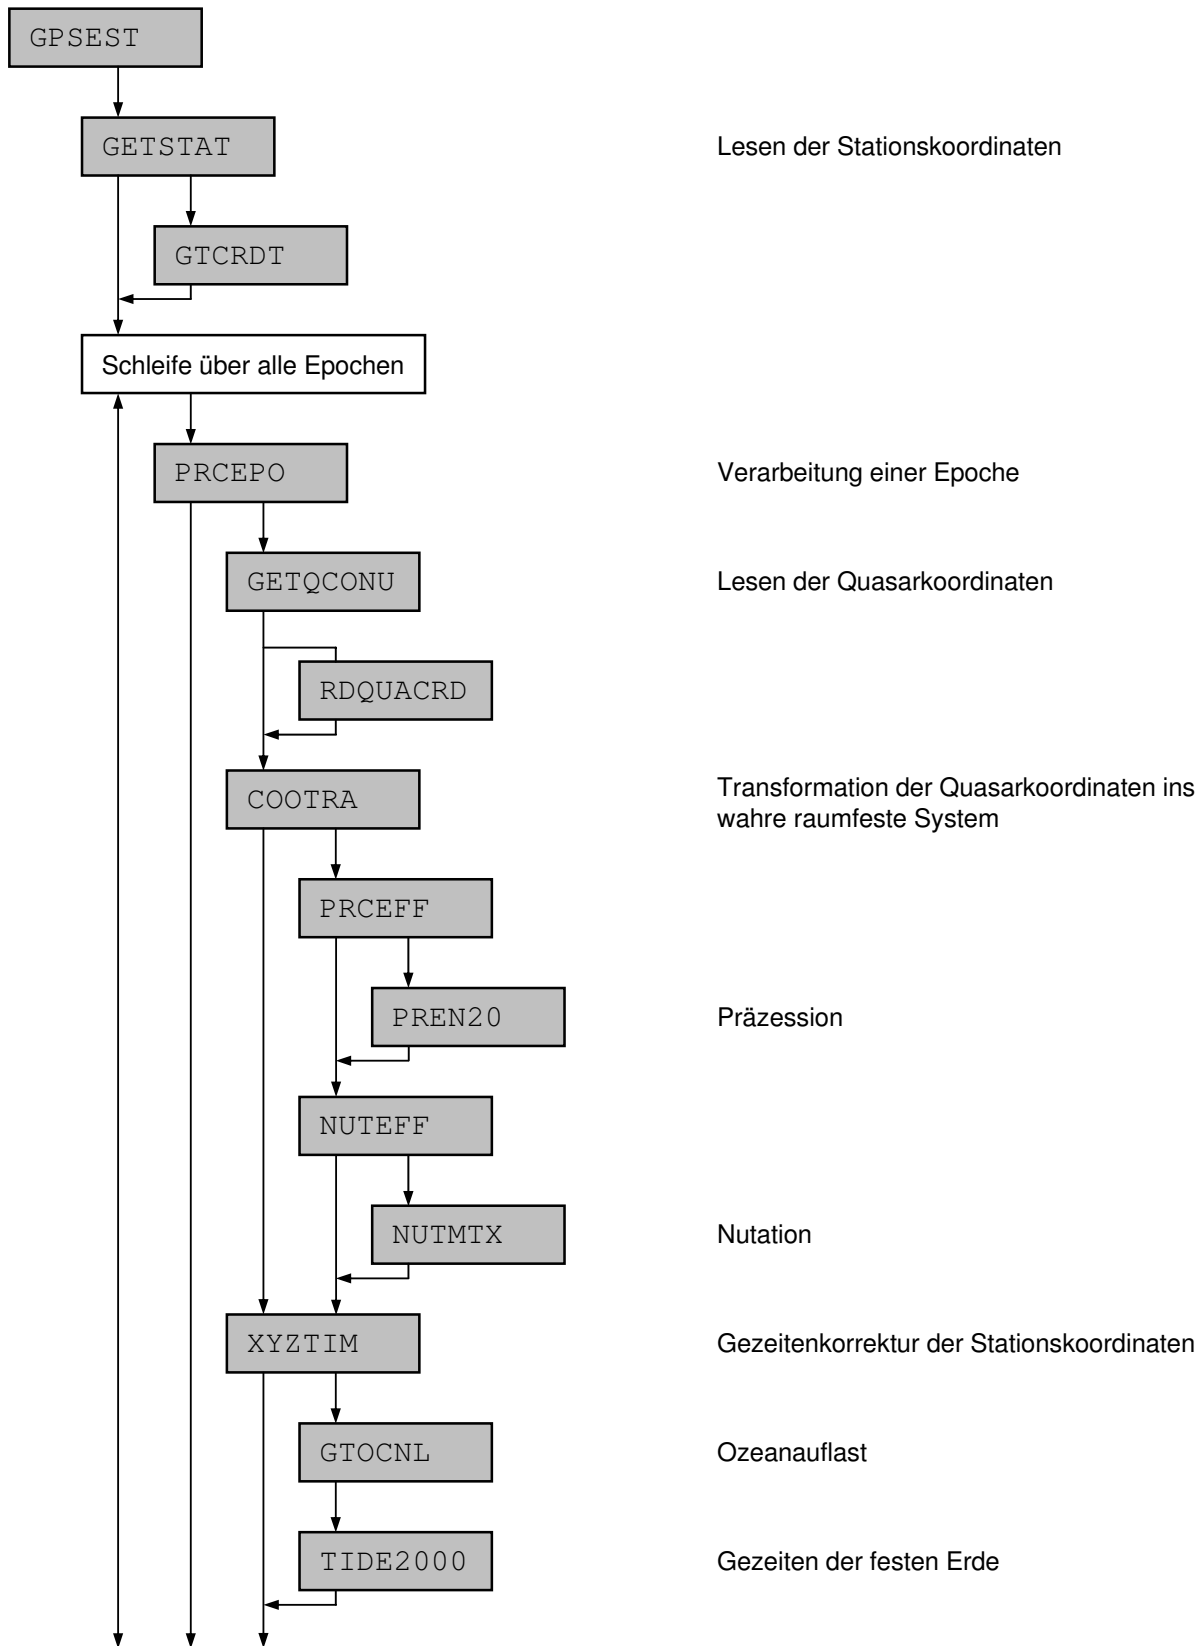 GPSEST
GETSTAT
Lesen der Stationskoordinaten
GTCRDT
Schleife über alle Epochen
PRCEPO
Verarbeitung einer Epoche
GETQCONU
Lesen der Quasarkoordinaten
RDQUACRD
COOTRA
Transformation der Quasarkoordinaten ins
wahre raumfeste System
PRCEFF
PREN20
Präzession
NUTEFF
NUTMTX
Nutation
XYZTIM
Gezeitenkorrektur der Stationskoordinaten
GTOCNL
Ozeanauflast
TIDE2000
Gezeiten der festen Erde